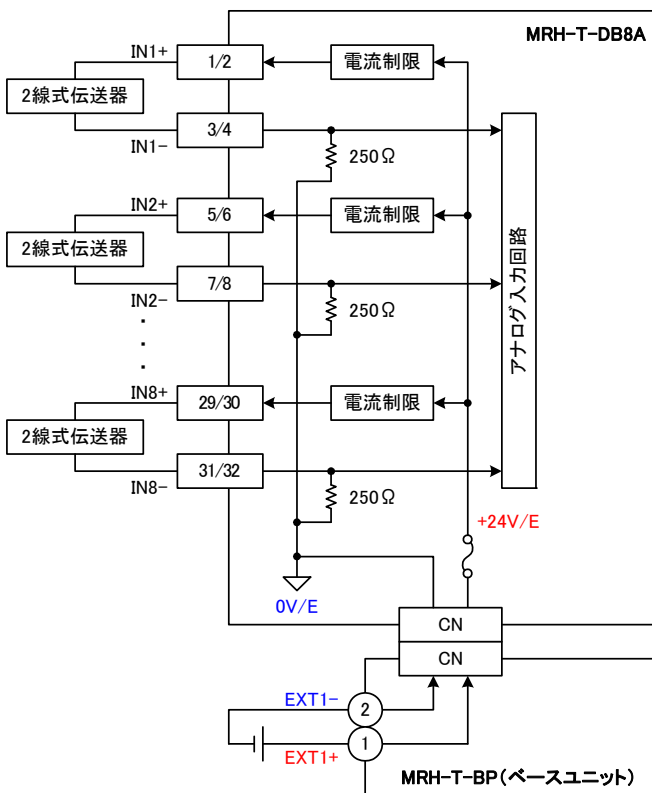 MRH-T-DB8A
IN1+
1/2
電流制限
2線式伝送器
3/4
IN1-
250Ω
IN2+
5/6
電流制限
2線式伝送器
7/8
IN2-
250Ω
アナログ入力回路
・
・
・
IN8+
29/30
電流制限
2線式伝送器
31/32
IN8-
250Ω
+24V/E
0V/E
CN
CN
EXT1-
2
1
EXT1+
MRH-T-BP(ベースユニット)